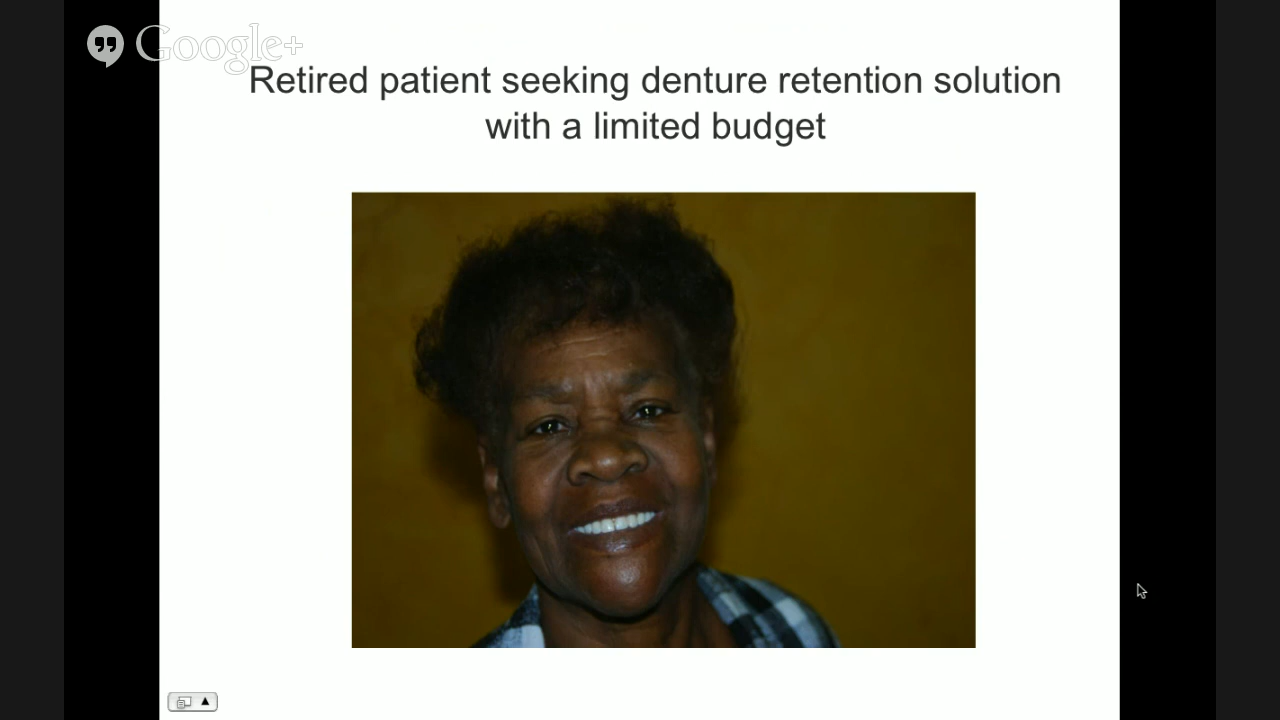 Google+
Retired patient seeking denture retention solution
with a limited budget